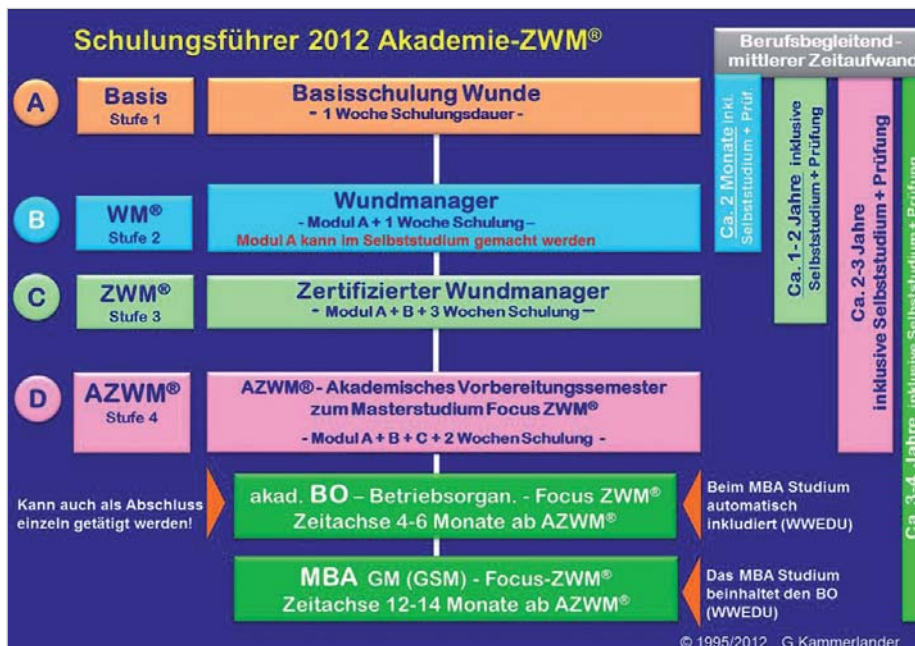 Schulungsführer 2012 Akademie-ZWM®
Berufsbegleitend-
mittlerer Zeitaufwand
A
Basis
Stufe 1
Basisschulung Wunde
- 1 Woche Schulungsdauer -
B
WM®
Stufe 2
Wundmanager
- Modul A + 1 Woche Schulung –
Modul A kann im Selbststudium gemacht werden
C
ZWM®
Stufe 3
Zertifizierter Wundmanager
- Modul A + B + 3 Wochen Schulung –
D
AZWM®
Stufe 4
AZWM® - Akademisches Vorbereitungssemester
zum Masterstudium Focus ZWM®
- Modul A + B + C + 2 Wochen Schulung -
Kann auch als Abschluss
einzeln getätigt werden!
akad. BO – Betriebsorgan. - Focus ZWM®
Zeitachse 4-6 Monate ab AZWM®
Beim MBA Studium
automatisch
inkludiert (WWEDU)
MBA GM (GSM) - Focus-ZWM®
Zeitachse 12-14 Monate ab AZWM®
Das MBA Studium
beinhaltet den BO
(WWEDU)
Ca. 2 Monate inkl.
Selbststudium + Prüf.
Ca. 1-2 Jahre inklusive
Selbststudium + Prüfung
Ca. 2-3 Jahre
inklusive Selbststudium + Prüfung
Ca. 3-4 Jahre inklusive Selbststudium + Prüfung
© 1995/2012 G.Kammerlander